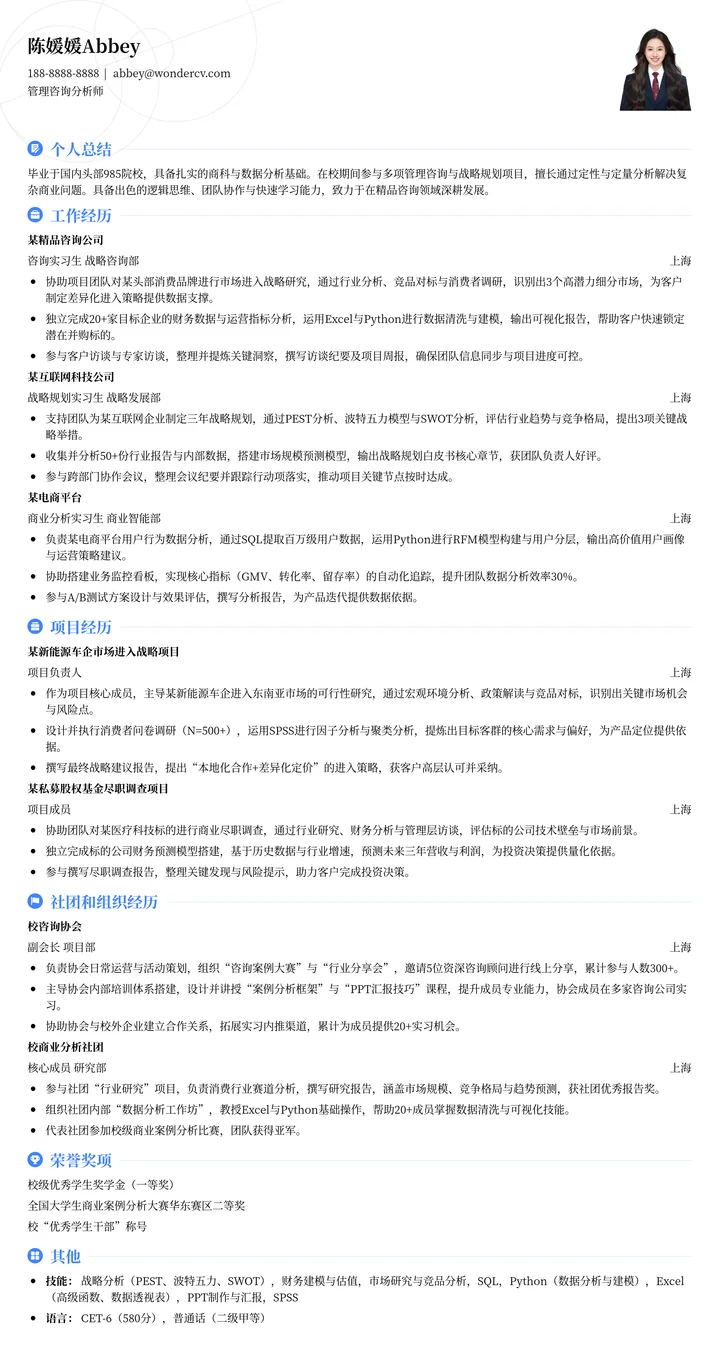 陈媛媛Abbey
188-8888-8888 | abbey@wondercv.com
管理咨询分析师
个人总结
毕业于国内头部985院校，具备扎实的商科与数据分析基础。在校期间参与多项管理咨询与战略规划项目，擅长通过定性与定量分析解决复
杂商业问题。具备出色的逻辑思维、团队协作与快速学习能力，致力于在精品咨询领域深耕发展。
工作经历
某精品咨询公司
咨询实习生 战略咨询部 上海
• 协助项目团队对某头部消费品牌进行市场进入战略研究，通过行业分析、竞品对标与消费者调研，识别出3个高潜力细分市场，为客户
制定差异化进入策略提供数据支撑。
• 独立完成20+家目标企业的财务数据与运营指标分析，运用Excel与Python进行数据清洗与建模，输出可视化报告，帮助客户快速锁定
潜在并购标的。
• 参与客户访谈与专家访谈，整理并提炼关键洞察，撰写访谈纪要及项目周报，确保团队信息同步与项目进度可控。
某互联网科技公司
战略规划实习生 战略发展部 上海
• 支持团队为某互联网企业制定三年战略规划，通过PEST分析、波特五力模型与SWOT分析，评估行业趋势与竞争格局，提出3项关键战
略举措。
• 收集并分析50+份行业报告与内部数据，搭建市场规模预测模型，输出战略规划白皮书核心章节，获团队负责人好评。
• 参与跨部门协作会议，整理会议纪要并跟踪行动项落实，推动项目关键节点按时达成。
某电商平台
商业分析实习生 商业智能部 上海
• 负责某电商平台用户行为数据分析，通过SQL提取百万级用户数据，运用Python进行RFM模型构建与用户分层，输出高价值用户画像
与运营策略建议。
• 协助搭建业务监控看板，实现核心指标（GMV、转化率、留存率）的自动化追踪，提升团队数据分析效率30%。
• 参与A/B测试方案设计与效果评估，撰写分析报告，为产品迭代提供数据依据。
项目经历
某新能源车企市场进入战略项目
项目负责人 上海
• 作为项目核心成员，主导某新能源车企进入东南亚市场的可行性研究，通过宏观环境分析、政策解读与竞品对标，识别出关键市场机会
与风险点。
• 设计并执行消费者问卷调研（N=500+），运用SPSS进行因子分析与聚类分析，提炼出目标客群的核心需求与偏好，为产品定位提供依
据。
• 撰写最终战略建议报告，提出“本地化合作+差异化定价”的进入策略，获客户高层认可并采纳。
某私募股权基金尽职调查项目
项目成员 上海
• 协助团队对某医疗科技标的进行商业尽职调查，通过行业研究、财务分析与管理层访谈，评估标的公司技术壁垒与市场前景。
• 独立完成标的公司财务预测模型搭建，基于历史数据与行业增速，预测未来三年营收与利润，为投资决策提供量化依据。
• 参与撰写尽职调查报告，整理关键发现与风险提示，助力客户完成投资决策。
社团和组织经历
校咨询协会
副会长 项目部 上海
• 负责协会日常运营与活动策划，组织“咨询案例大赛”与“行业分享会”，邀请5位资深咨询顾问进行线上分享，累计参与人数300+。
• 主导协会内部培训体系搭建，设计并讲授“案例分析框架”与“PPT汇报技巧”课程，提升成员专业能力，协会成员在多家咨询公司实
习。
• 协助协会与校外企业建立合作关系，拓展实习内推渠道，累计为成员提供20+实习机会。
校商业分析社团
核心成员 研究部 上海
• 参与社团“行业研究”项目，负责消费行业赛道分析，撰写研究报告，涵盖市场规模、竞争格局与趋势预测，获社团优秀报告奖。
• 组织社团内部“数据分析工作坊”，教授Excel与Python基础操作，帮助20+成员掌握数据清洗与可视化技能。
• 代表社团参加校级商业案例分析比赛，团队获得亚军。
荣誉奖项
校级优秀学生奖学金（一等奖）
全国大学生商业案例分析大赛华东赛区二等奖
校“优秀学生干部”称号
其他
• 技能： 战略分析（PEST、波特五力、SWOT），财务建模与估值，市场研究与竞品分析，SQL，Python（数据分析与建模），Excel
（高级函数、数据透视表），PPT制作与汇报，SPSS
• 语言： CET-6（580分），普通话（二级甲等）